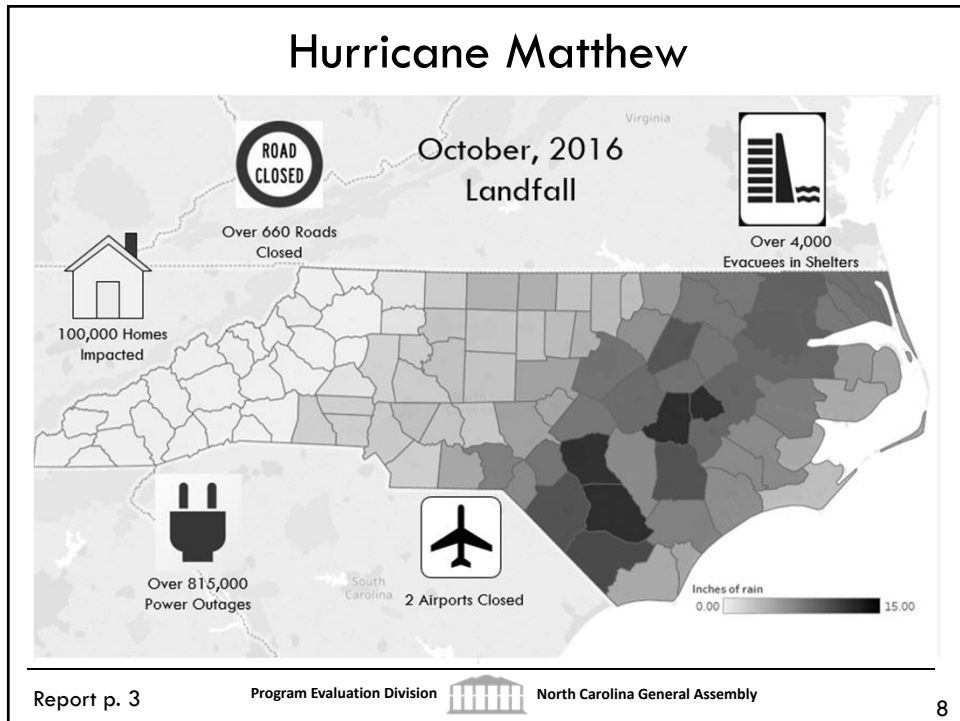 Hurricane Matthew
Virginia
October, 2016
Landfall
ROAD
CLOSED
Over 660 Roads
Closed
Over 4,000
Evacuees in Shelters
100,000 Homes
Impacted
Over 815,000
Power Outages
South
Carolina
2 Airports Closed
Inches of rain
0.00
15.00
Report p. 3
Program Evaluation Division
North Carolina General Assembly
8